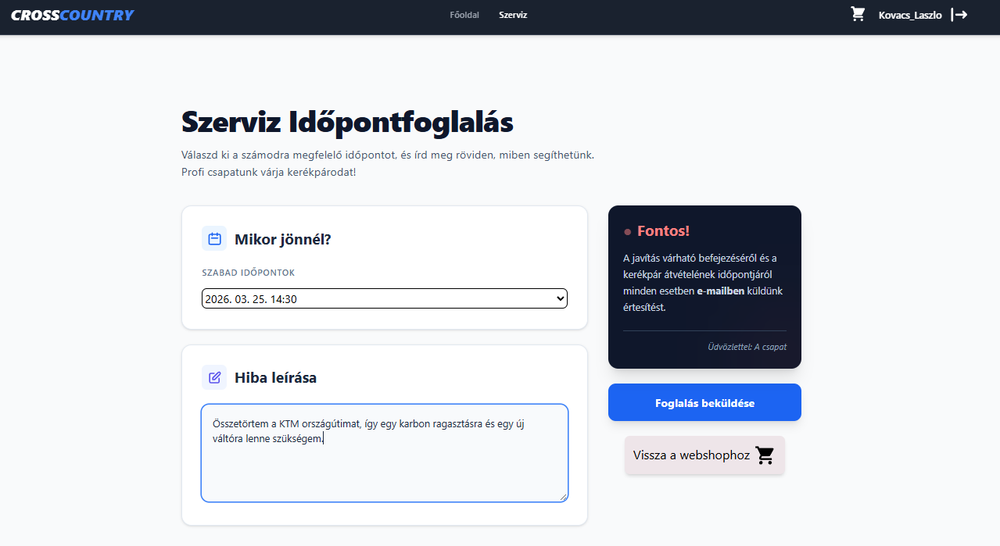 CROSSCOUNTRY
Főoldal
Szerviz
Kovacs_Laszlo
Szerviz Időpontfoglalás
Válaszd ki a számodra megfelelő időpontot, és írd meg röviden, miben segíthetünk.
Profi csapatunk várja kerékpárodat!
Mikor jönnél?
SZABAD IDŐPONTOK
2026. 03. 25. 14:30
Hiba leírása
Összetörtem a KTM országútimat, így egy karbon ragasztásra és egy új
váltóra lenne szükségem.
Fontos!
A javítás várható befejezéséről és a
kerékpár átvételének időpontjáról
minden esetben e-mailben küldünk
értesítést.
Üdvözlettel: A csapat
Foglalás beküldése
Vissza a webshophoz